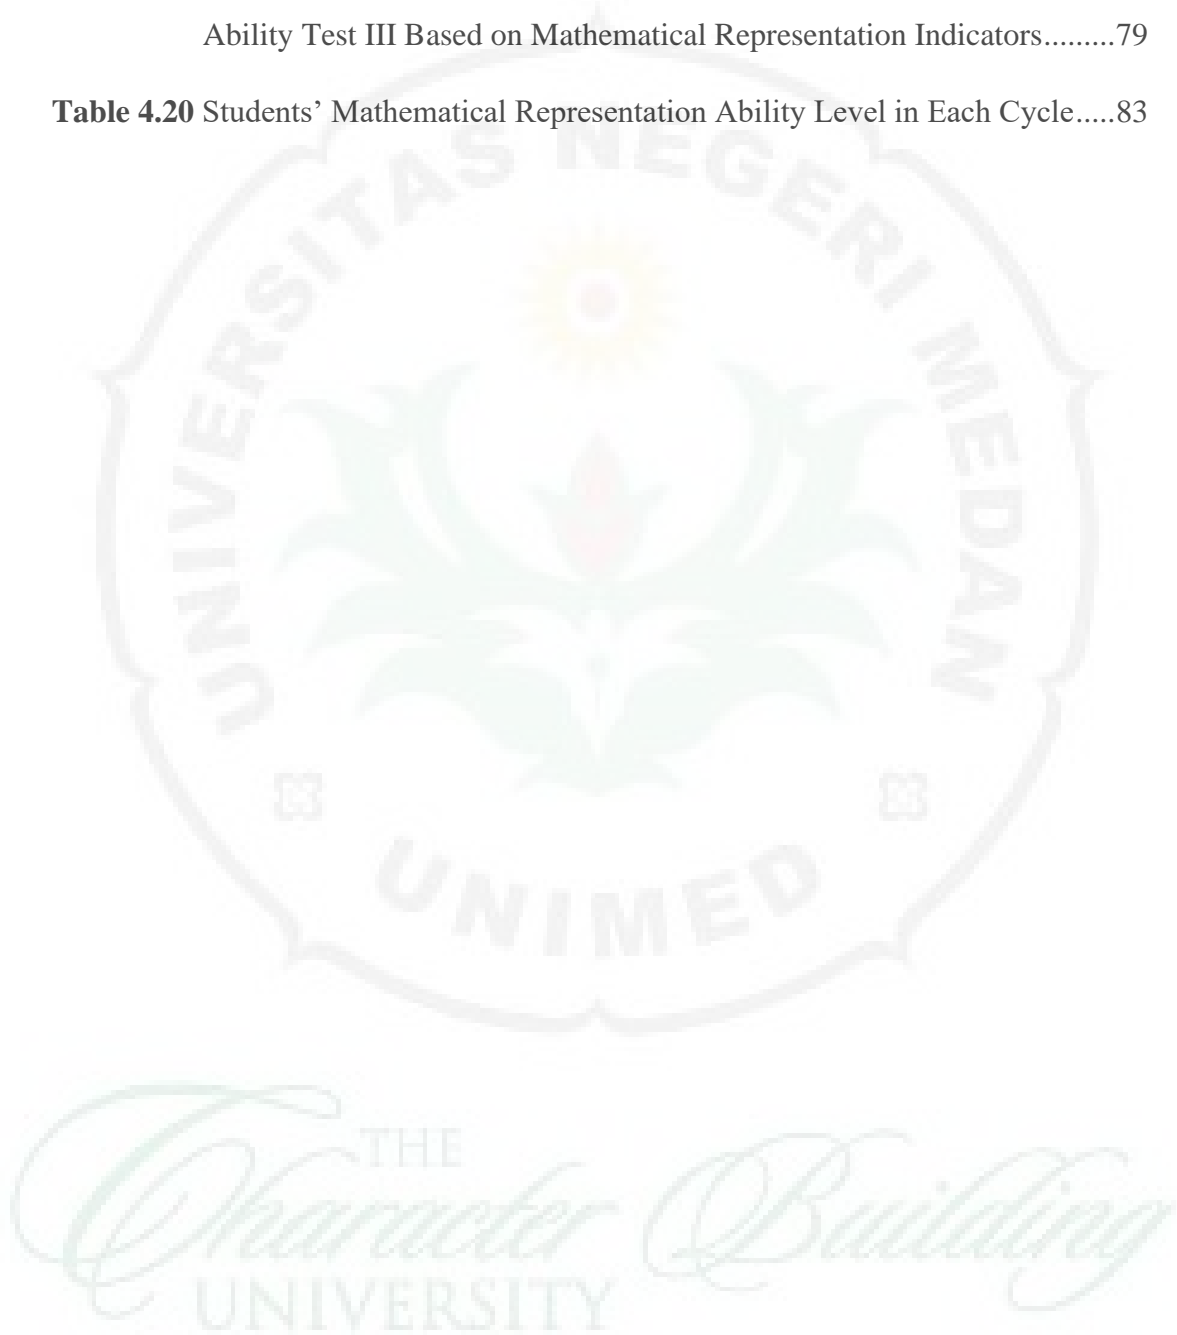 Ability Test III Based on Mathematical Representation Indicators.........79
Table 4.20 Students’ Mathematical Representation Ability Level in Each Cycle.....83
UNIVERSITAS NEGERI MEDAN
UNIMED
THE
Character Building
UNIVERSITY